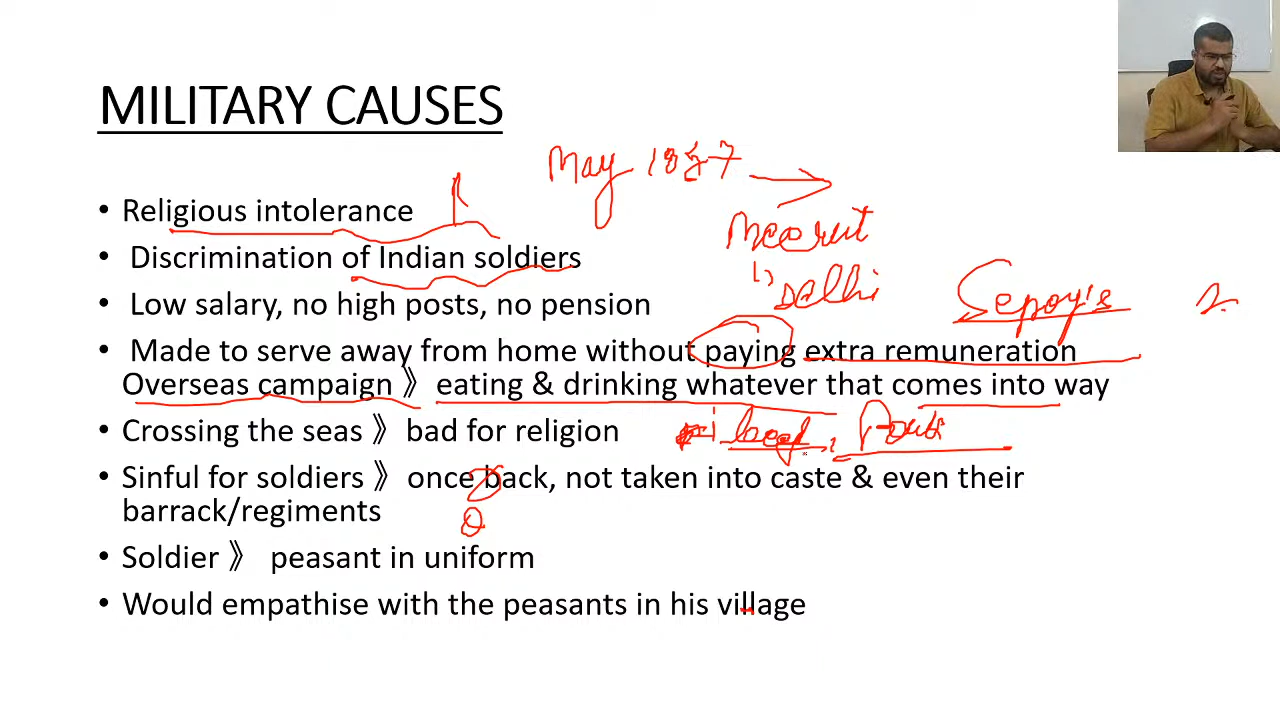 MILITARY CAUSES
May 1857
• Religious intolerance
Meerut
• Discrimination of Indian soldiers
1) Delhi
Sepoy's
• Low salary, no high posts, no pension
• Made to serve away from home without paying extra remuneration
Overseas campaign 》 eating & drinking whatever that comes into way
• Crossing the seas 》 bad for religion
beef,
• Sinful for soldiers 》 once back, not taken into caste & even their
barrack/regiments
• Soldier 》 peasant in uniform
• Would empathise with the peasants in his village